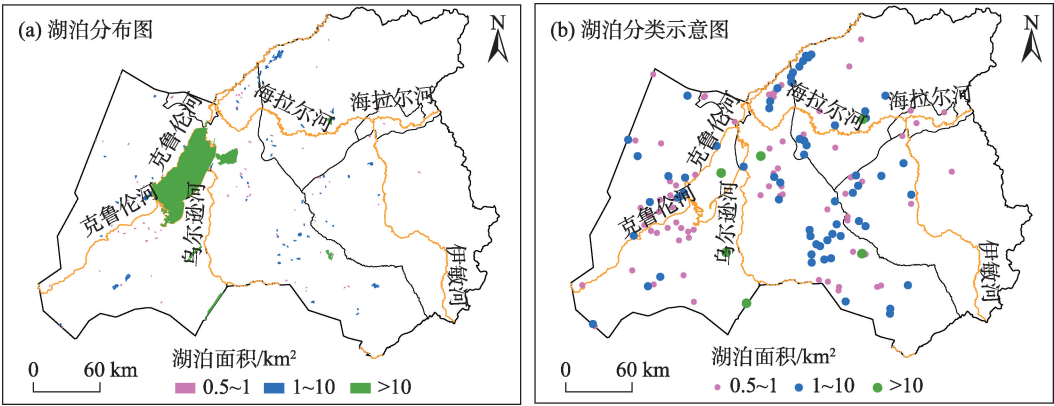 (a) 湖泊分布图
N
海拉尔河
海拉尔河
克鲁伦河
克鲁伦河
乌尔逊河
伊敏河
湖泊面积/km²
0 60 km
0.5~1 1~10 >10
(b) 湖泊分类示意图
N
海拉尔河
海拉尔河
克鲁伦河
克鲁伦河
乌尔逊河
伊敏河
湖泊面积/km²
0 60 km
0.5~1 1~10 >10